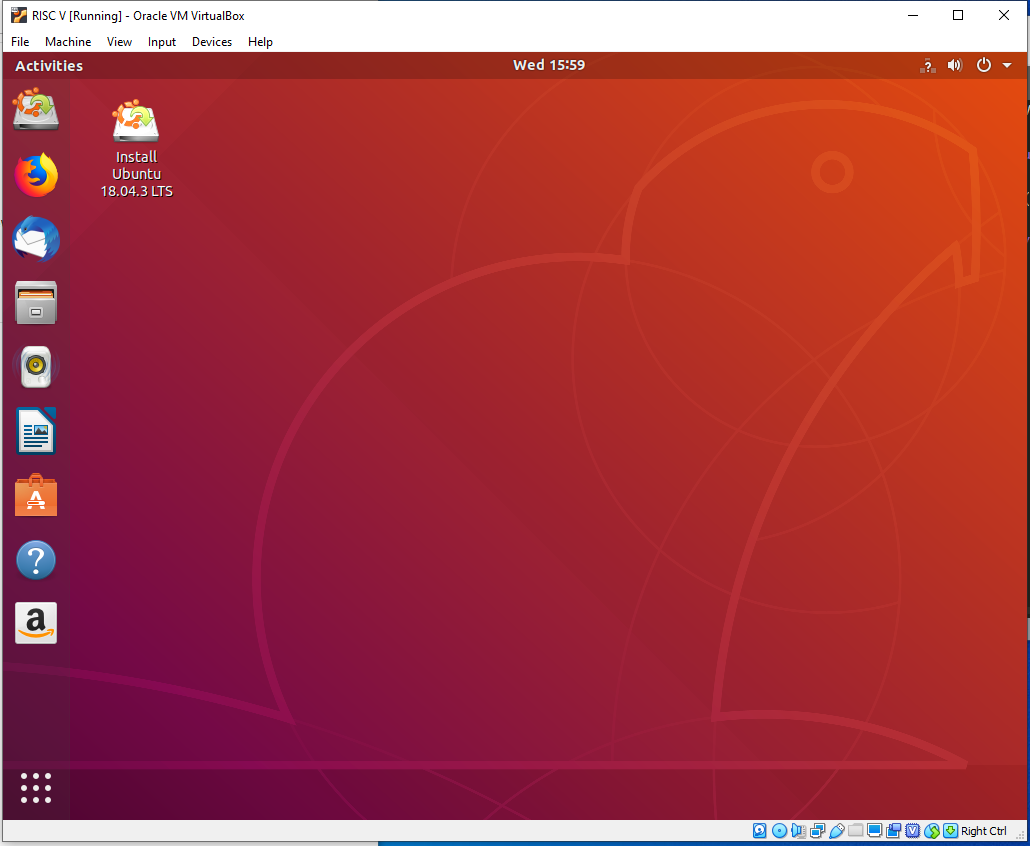 RISC V [Running] - Oracle VM VirtualBox
File Machine View Input Devices Help
Activities
Wed 15:59
?
Install
Ubuntu
18.04.3 LTS
A
?
a
V
Right Ctrl